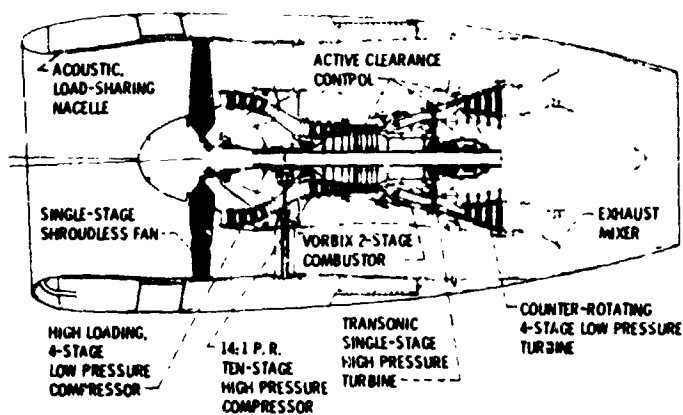 ACOUSTIC,
LOAD-SHARING
NACELLE
ACTIVE CLEARANCE
CONTPOL
SINGLE-STAGE
SHROUDLESS FAN
VORBIX 2-STAGE
COMBUSTOR
EXHAUST
MIXER
HIGH LOADING,
4-STAGE
LOW PRESSURE
COMPRESSOR
14:1 P. R.
TEN-STAGE
HIGH PRESSURE
COMPRESSOR
TRANSONIC
SINGLE-STAGE
HIGH PRESSURE
TURBINE
COUNTER-ROTATING
4-STAGE LOW PRESSURE
TURBINE